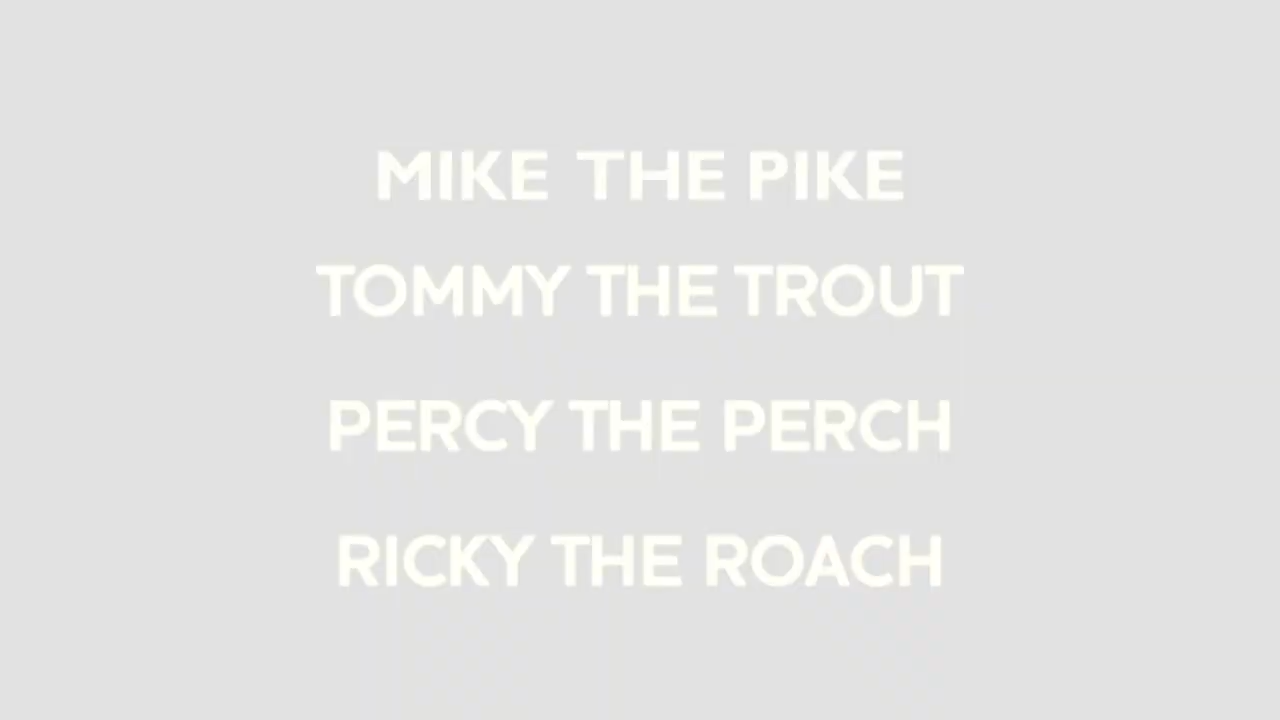 MIKE THE PIKE
TOMMY THE TROUT
PERCY THE PERCH
RICKY THE ROACH